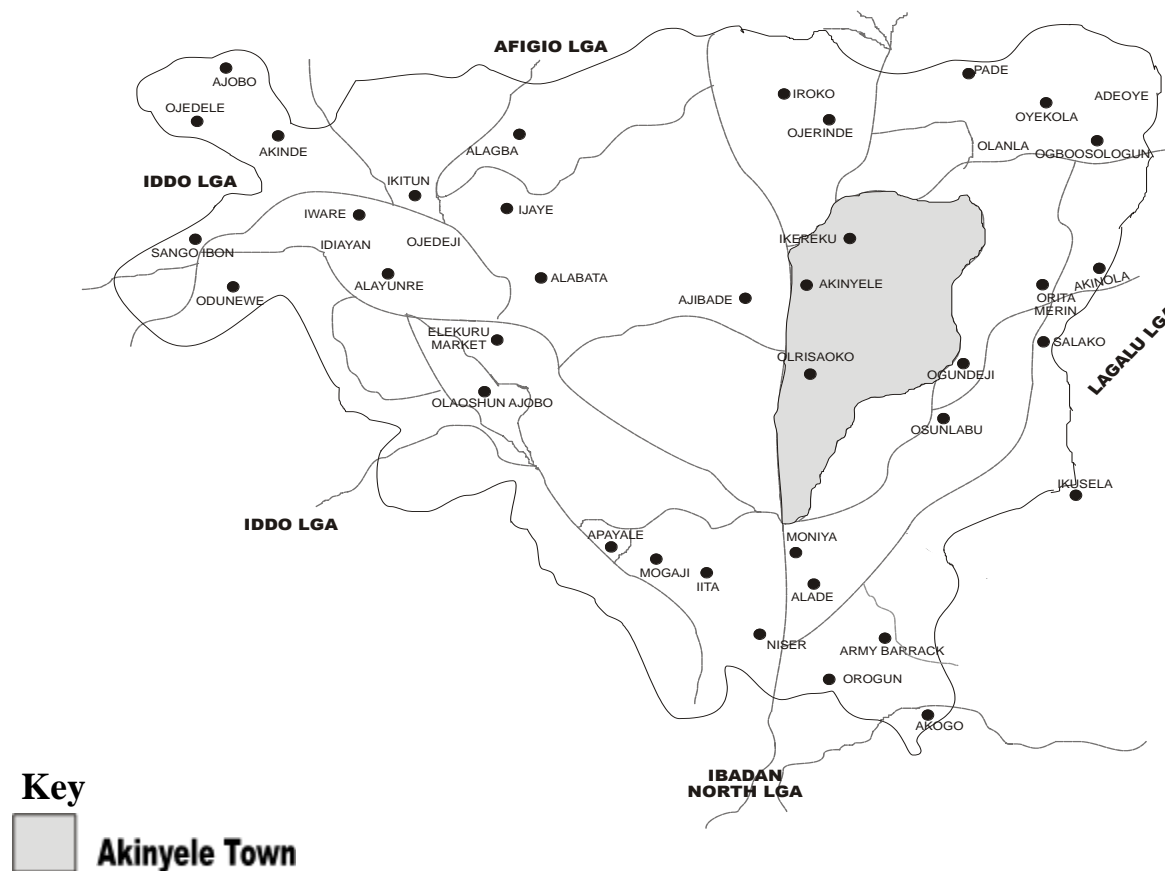 AFIGIO LGA
AJOBO
PADE
IROKO
ADEOYE
OJEDELE
OYEKOLA
OJERINDE
AKINDE
ALAGBA
OLANLA
OGBOOSOLOGUN
IDDO LGA
IKITUN
IWARE
IJAYE
IKEREKU
IDIAYAN
OJEDEJI
SANGO IBON
ALABATA
AKINYELE
AKINOLA
ALAYUNRE
ODUNEWE
AJIBADE
ORITA
MERIN
ELEKURU
MARKET
SALAKO
LAGALU LGA
OLRISAOKO
OGUNDEJI
OLAOSHUN AJOBO
OSUNLABU
IKUSELA
IDDO LGA
APAYALE
MONIYA
MOGAJI
IITA
ALADE
NISER
ARMY BARRACK
OROGUN
AKOGO
IBADAN
NORTH LGA
Key
Akinyele Town